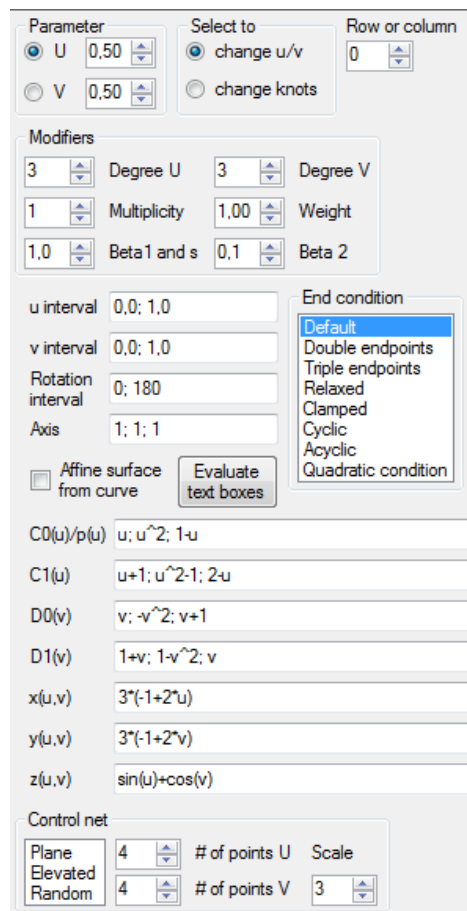 Parameter Select to Row or column
U 0,50 change u/v 0
V 0,50 change knots
Modifiers
3 Degree U 3 Degree V
1 Multiplicity 1,00 Weight
1,0 Beta1 and s 0,1 Beta 2
u interval 0,0; 1,0
v interval 0,0; 1,0
Rotation interval 0; 180
Axis 1; 1; 1
End condition
Default
Double endpoints
Triple endpoints
Relaxed
Clamped
Cyclic
Acyclic
Quadratic condition
Affine surface
from curve
Evaluate
text boxes
C0(u)/p(u) u; u^2; 1-u
C1(u) u+1; u^2-1; 2-u
D0(v) v; -v^2; v+1
D1(v) 1+v; 1-v^2; v
x(u,v) 3*(-1+2*u)
y(u,v) 3*(-1+2*v)
z(u,v) sin(u)+cos(v)
Control net
Plane
Elevated
Random
4 # of points U Scale
4 # of points V 3